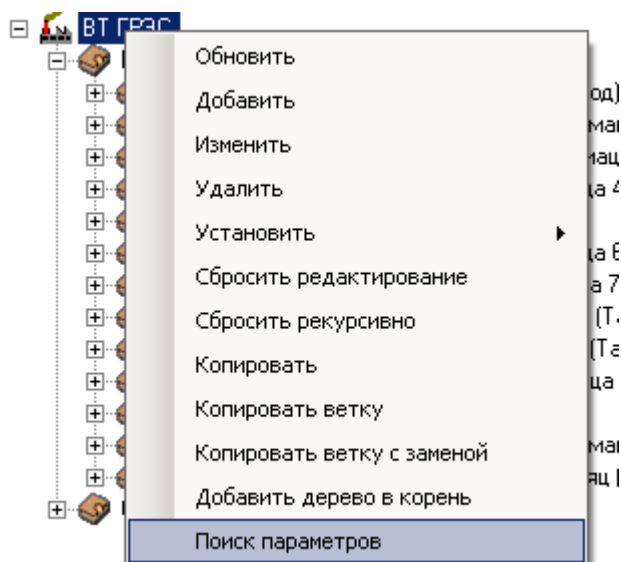 ВТ ГРЭС
Обновить
Добавить
Изменить
Удалить
Установить
Сбросить редактирование
Сбросить рекурсивно
Копировать
Копировать ветку
Копировать ветку с заменой
Добавить дерево в корень
Поиск параметров